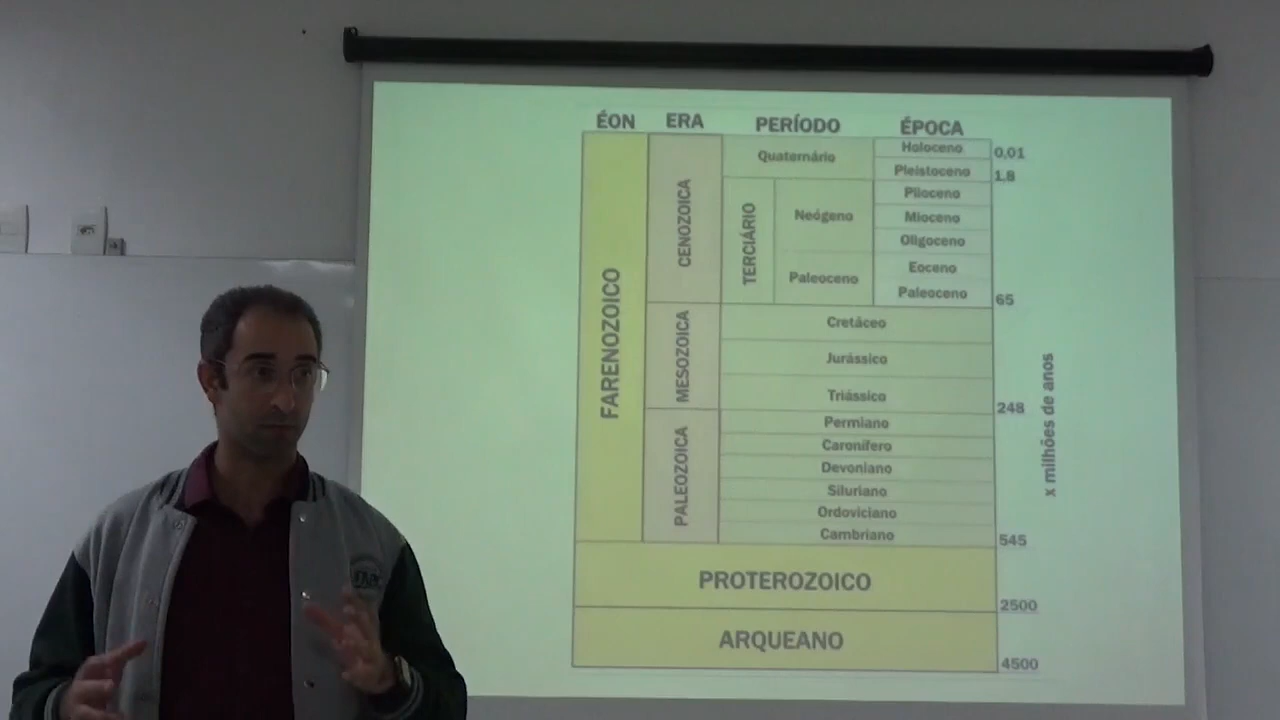 ÉON ERA PERÍODO ÉPOCA
FARENOZOICO
CENOZOICA
Quaternário
Holoceno
0,01
Pleistoceno
1,8
TERCIÁRIO
Neógeno
Plioceno
Mioceno
Oligoceno
Paleoceno
Eoceno
Paleoceno
65
MESOZOICA
Cretáceo
Jurássico
Triássico
248
PALEOZOICA
Permiano
Caronífero
Devoniano
Siluriano
Ordoviciano
Cambriano
545
PROTEROZOICO
2500
ARQUEANO
4500
x milhões de anos